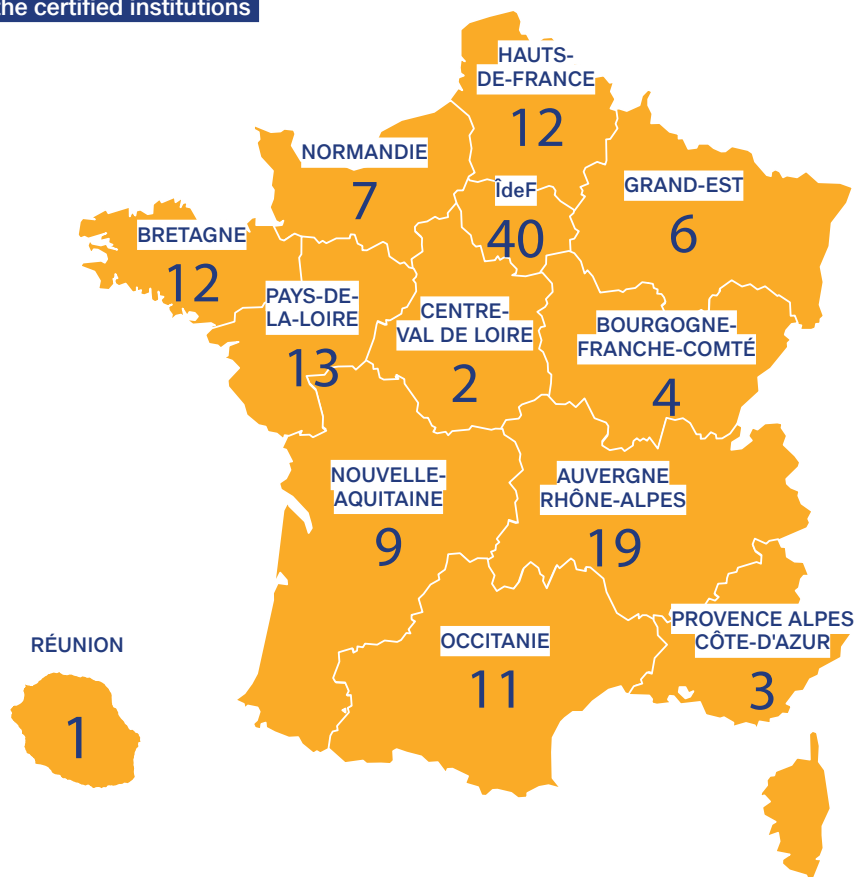 the certified institutions
HAUTS-
DE-FRANCE
12
NORMANDIE
7
ÎdeF
40
GRAND-EST
6
BRETAGNE
12
PAYS-DE-
LA-LOIRE
13
CENTRE-
VAL DE LOIRE
2
BOURGOGNE-
FRANCHE-COMTÉ
4
NOUVELLE-
AQUITAINE
9
AUVERGNE
RHÔNE-ALPES
19
OCCITANIE
11
PROVENCE ALPES
CÔTE-D'AZUR
3
RÉUNION
1